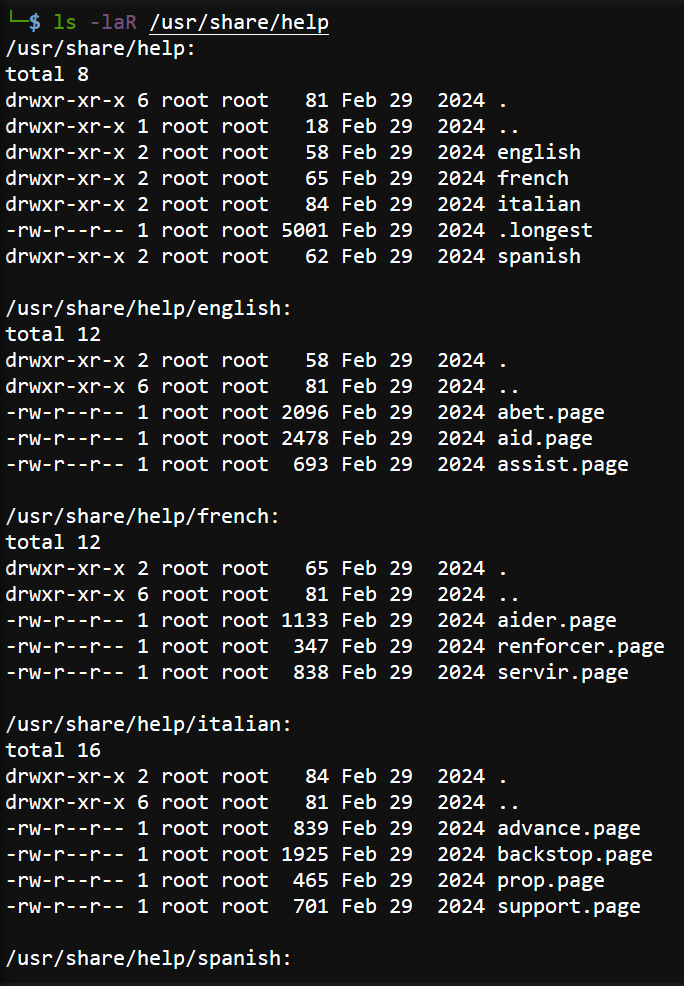 └─$ ls -laR /usr/share/help
/usr/share/help:
total 8
drwxr-xr-x 6 root root   81 Feb 29  2024 .
drwxr-xr-x 1 root root   18 Feb 29  2024 ..
drwxr-xr-x 2 root root   58 Feb 29  2024 english
drwxr-xr-x 2 root root   65 Feb 29  2024 french
drwxr-xr-x 2 root root   84 Feb 29  2024 italian
-rw-r--r-- 1 root root 5001 Feb 29  2024 .longest
drwxr-xr-x 2 root root   62 Feb 29  2024 spanish

/usr/share/help/english:
total 12
drwxr-xr-x 2 root root   58 Feb 29  2024 .
drwxr-xr-x 6 root root   81 Feb 29  2024 ..
-rw-r--r-- 1 root root 2096 Feb 29  2024 abet.page
-rw-r--r-- 1 root root 2478 Feb 29  2024 aid.page
-rw-r--r-- 1 root root  693 Feb 29  2024 assist.page

/usr/share/help/french:
total 12
drwxr-xr-x 2 root root   65 Feb 29  2024 .
drwxr-xr-x 6 root root   81 Feb 29  2024 ..
-rw-r--r-- 1 root root 1133 Feb 29  2024 aider.page
-rw-r--r-- 1 root root  347 Feb 29  2024 renforcer.page
-rw-r--r-- 1 root root  838 Feb 29  2024 servir.page

/usr/share/help/italian:
total 16
drwxr-xr-x 2 root root   84 Feb 29  2024 .
drwxr-xr-x 6 root root   81 Feb 29  2024 ..
-rw-r--r-- 1 root root  839 Feb 29  2024 advance.page
-rw-r--r-- 1 root root 1925 Feb 29  2024 backstop.page
-rw-r--r-- 1 root root  465 Feb 29  2024 prop.page
-rw-r--r-- 1 root root  701 Feb 29  2024 support.page

/usr/share/help/spanish: